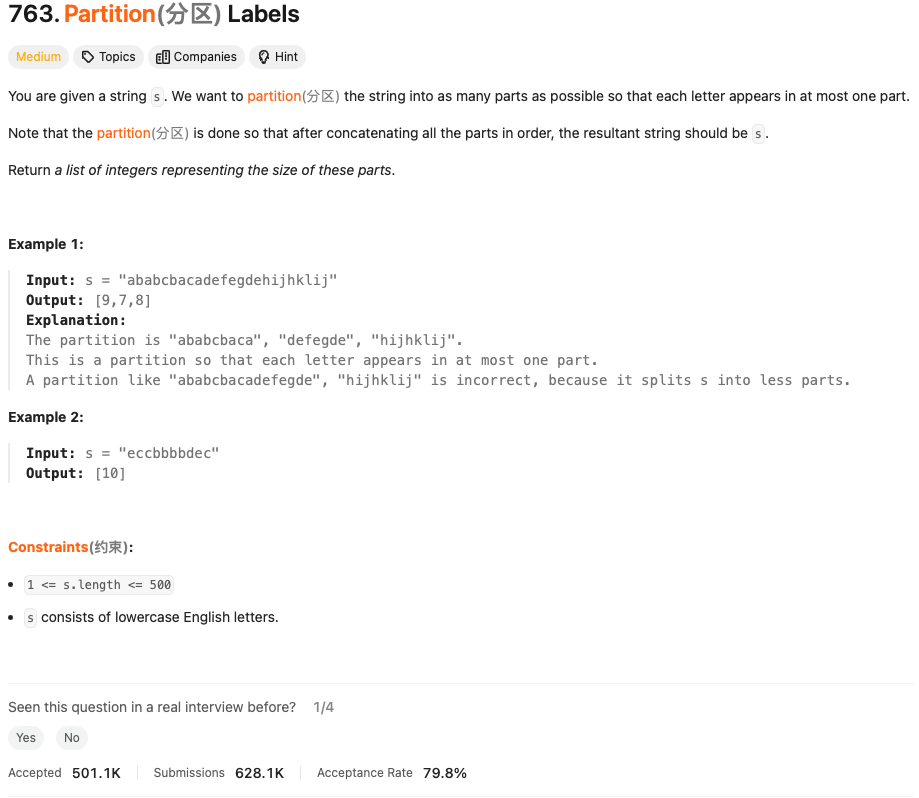 763. Partition(分区) Labels
Medium Topics Companies Hint
You are given a string s. We want to partition(分区) the string into as many parts as possible so that each letter appears in at most one part.
Note that the partition(分区) is done so that after concatenating all the parts in order, the resultant string should be s.
Return a list of integers representing the size of these parts.
Example 1:
Input: s = "ababcbacadefegdehijhklij"
Output: [9,7,8]
Explanation:
The partition is "ababcbaca", "defegde", "hijhklij".
This is a partition so that each letter appears in at most one part.
A partition like "ababcbacadefegde", "hijhklij" is incorrect, because it splits s into less parts.
Example 2:
Input: s = "eccbbbbdec"
Output: [10]
Constraints(约束):
• 1 <= s.length <= 500
• s consists of lowercase English letters.
Seen this question in a real interview before? 1/4
Yes No
Accepted 501.1K Submissions 628.1K Acceptance Rate 79.8%